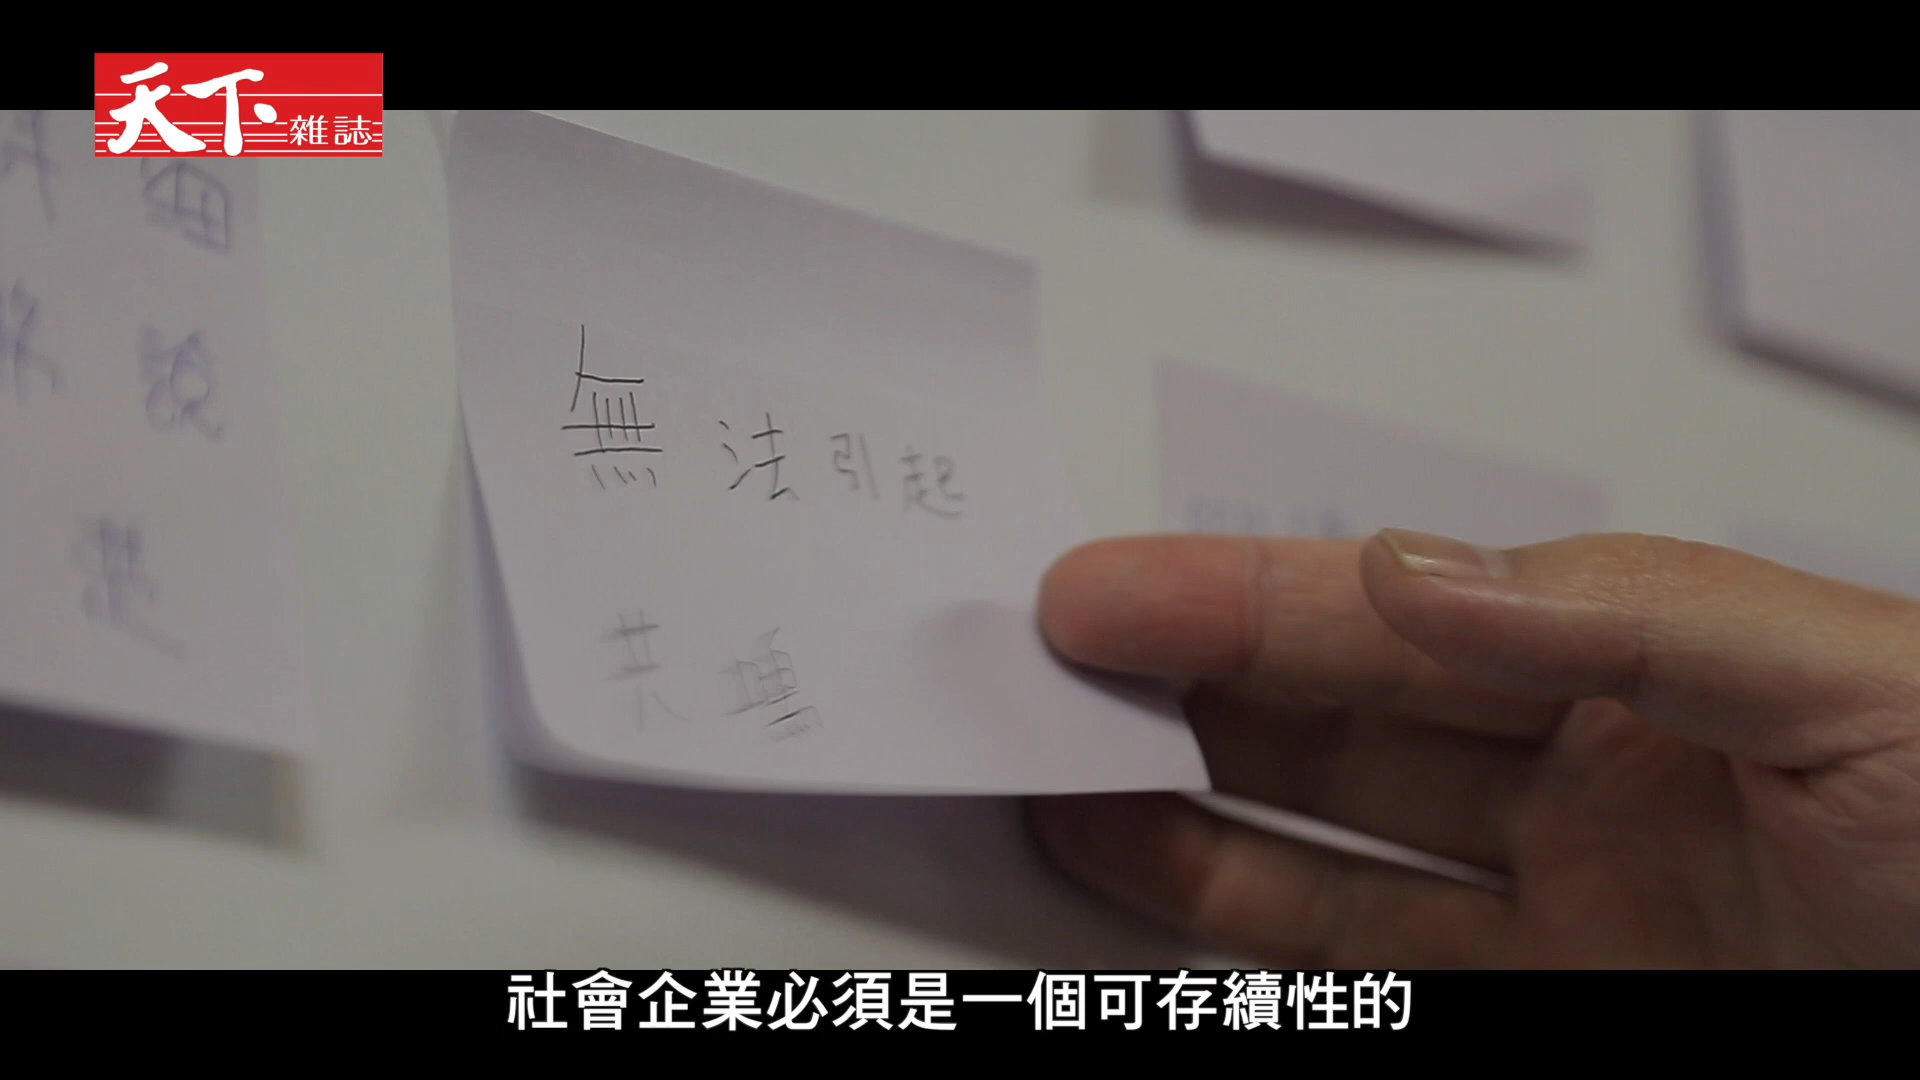 天下雜誌
無法引起
共鳴
說
社會企業必須是一個可存續性的